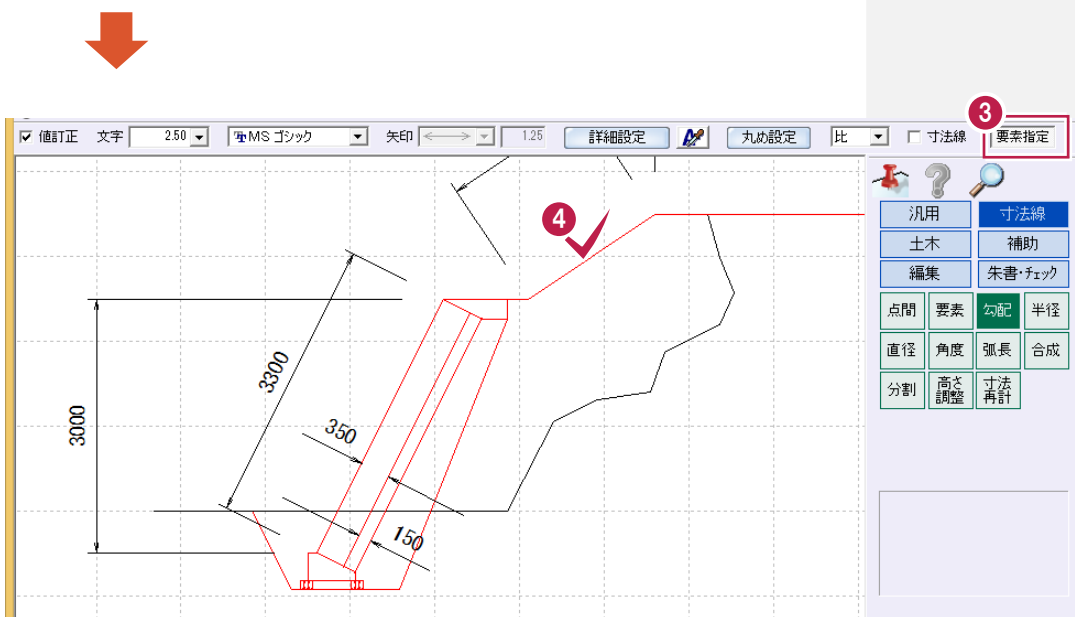 3
値訂正 文字 2.50 MS ゴシック 矢印 1.25 詳細設定 丸め設定 比 寸法線 要素指定
4
汎用 寸法線
土木 補助
編集 朱書・チェック
点間 要素 勾配 半径
直径 角度 弧長 合成
分割 高さ調整 寸法再計
3300
3000
350
150